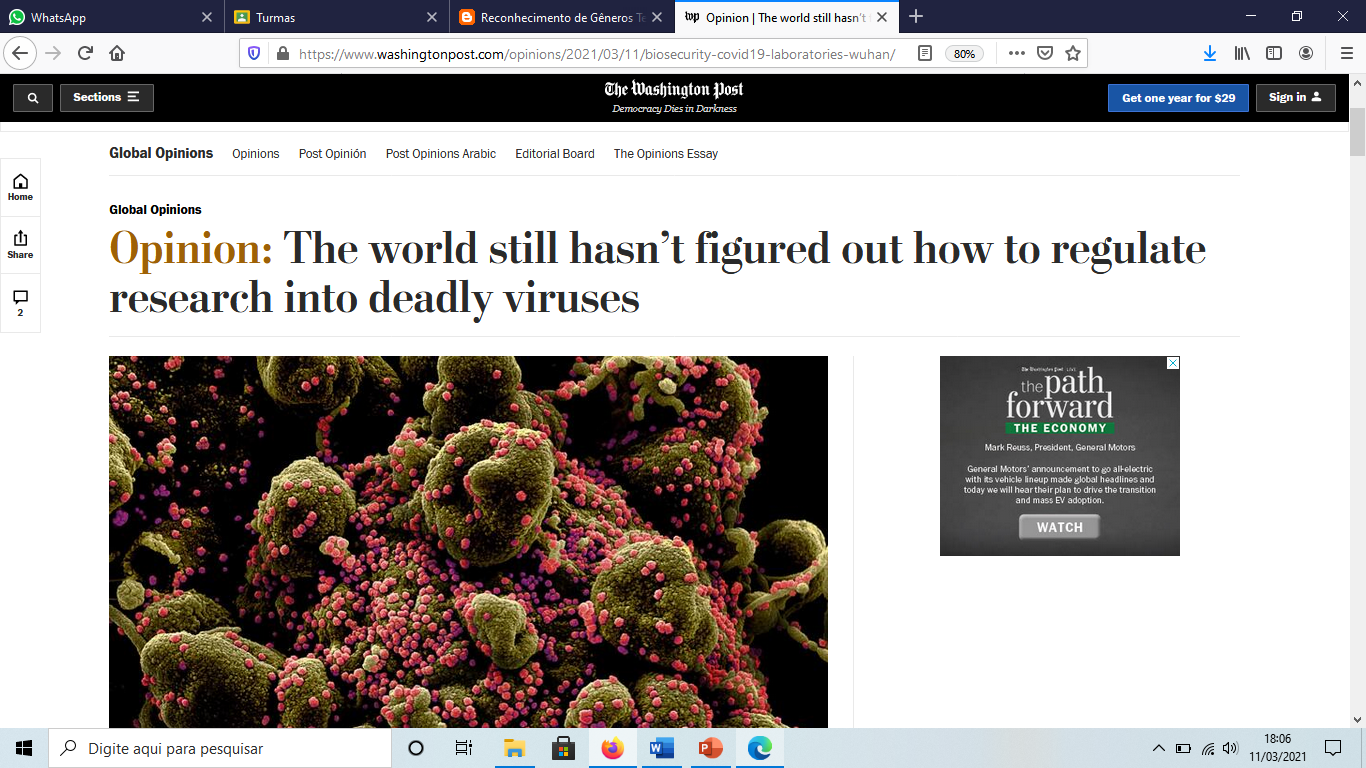 WhatsApp
Turmas
Reconhecimento de Gêneros Te
Opinion | The world still hasn't f
https://www.washingtonpost.com/opinions/2021/03/11/biosecurity-covid19-laboratories-wuhan/
80%
Sections
The Washington Post
Democracy Dies in Darkness
Get one year for $29
Sign in
Global Opinions
Opinions
Post Opinión
Post Opinions Arabic
Editorial Board
The Opinions Essay
Home
Share
2
Global Opinions
Opinion: The world still hasn't figured out how to regulate
research into deadly viruses
The Washington Post LIVE
the path
forward
THE ECONOMY
Mark Reuss, President, General Motors
General Motors' announcement to go all-electric
with its vehicle lineup made global headlines and
today we will hear their plan to drive the transition
and mass EV adoption.
WATCH
Digite aqui para pesquisar
18:06
11/03/2021